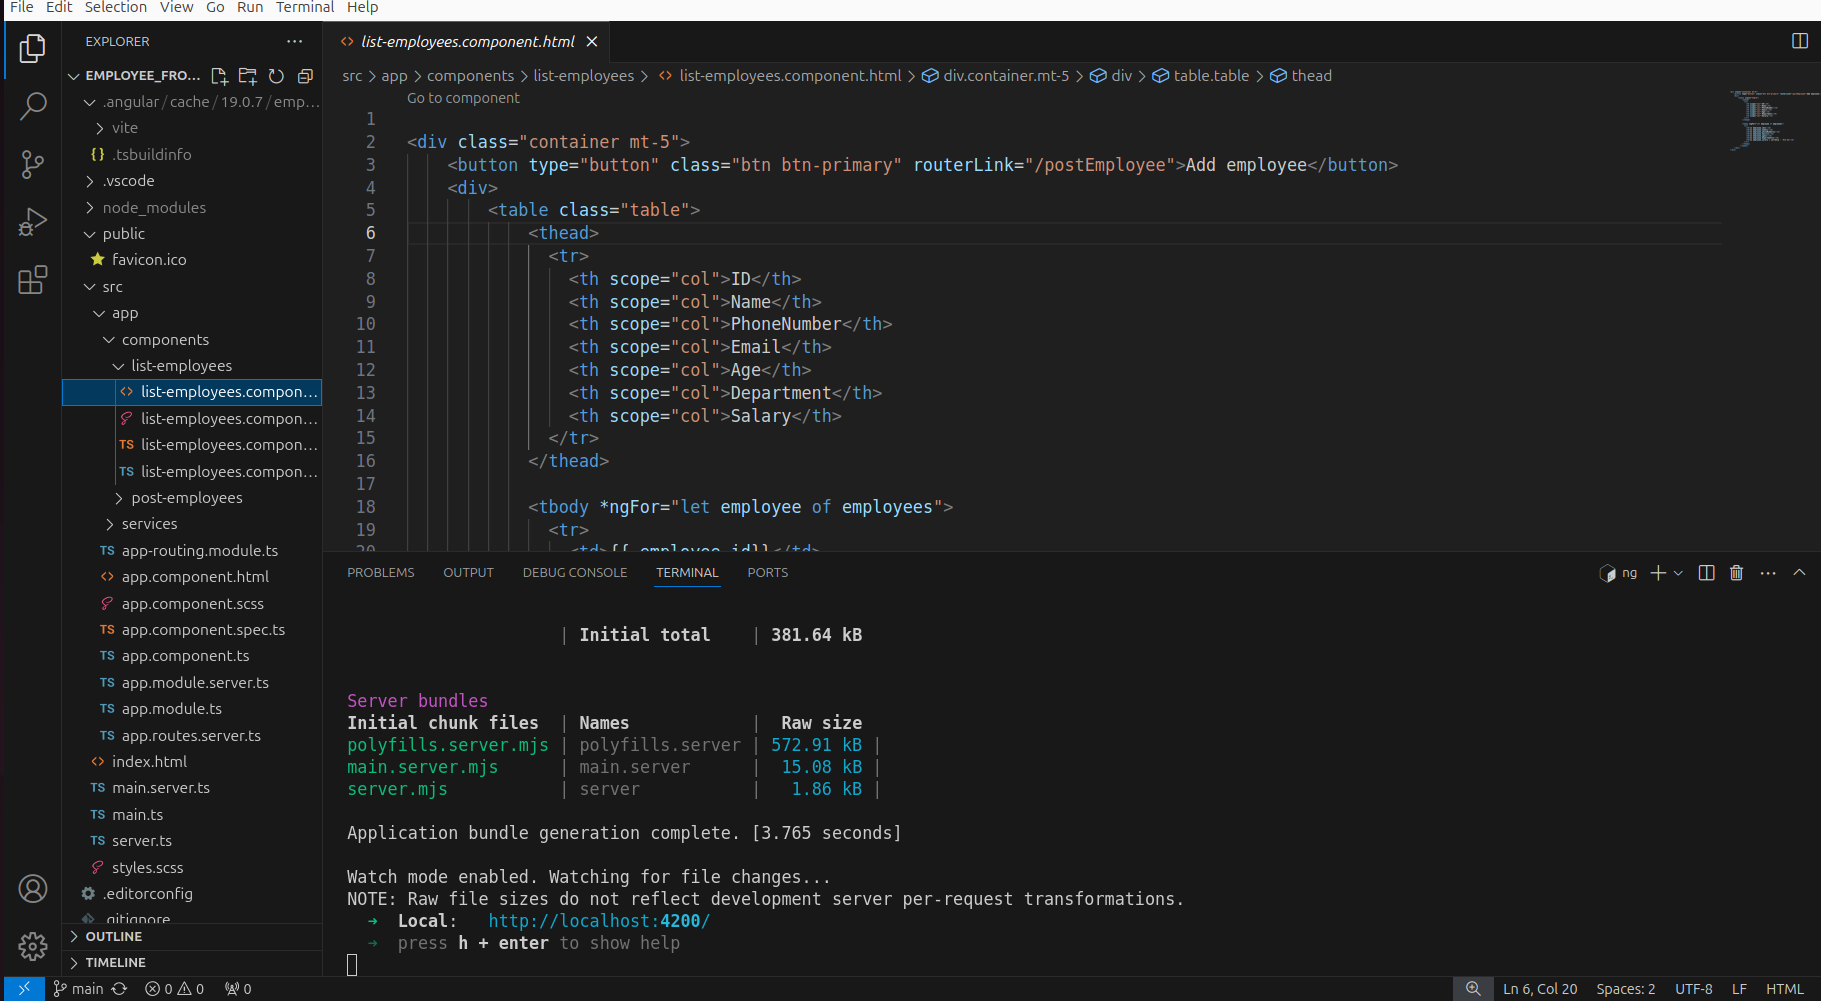 File Edit Selection View Go Run Terminal Help
EXPLORER ...
EMPLOYEE_FRO...
.angular / cache / 19.0.7 / emp...
vite
{} .tsbuildinfo
.vscode
node_modules
public
favicon.ico
src
app
components
list-employees
<> list-employees.compon...
list-employees.compon...
TS list-employees.compon...
TS list-employees.compon...
post-employees
services
TS app-routing.module.ts
<> app.component.html
app.component.scss
TS app.component.spec.ts
TS app.component.ts
TS app.module.server.ts
TS app.module.ts
TS app.routes.server.ts
<> index.html
TS main.server.ts
TS main.ts
TS server.ts
styles.scss
.editorconfig
.gitignore
OUTLINE
TIMELINE
<> list-employees.component.html
src > app > components > list-employees > <> list-employees.component.html > div.container.mt-5 > div > table.table > thead
Go to component
1
2 <div class="container mt-5">
3 <button type="button" class="btn btn-primary" routerLink="/postEmployee">Add employee</button>
4 <div>
5 <table class="table">
6 <thead>
7 <tr>
8 <th scope="col">ID</th>
9 <th scope="col">Name</th>
10 <th scope="col">PhoneNumber</th>
11 <th scope="col">Email</th>
12 <th scope="col">Age</th>
13 <th scope="col">Department</th>
14 <th scope="col">Salary</th>
15 </tr>
16 </thead>
17
18 <tbody *ngFor="let employee of employees">
19 <tr>
20 <td>{{ employee.id}}</td>
PROBLEMS OUTPUT DEBUG CONSOLE TERMINAL PORTS
ng
| Initial total | 381.64 kB
Server bundles
Initial chunk files | Names | Raw size
polyfills.server.mjs | polyfills.server | 572.91 kB |
main.server.mjs | main.server | 15.08 kB |
server.mjs | server | 1.86 kB |
Application bundle generation complete. [3.765 seconds]
Watch mode enabled. Watching for file changes...
NOTE: Raw file sizes do not reflect development server per-request transformations.
➜ Local: http://localhost:4200/
➜ press h + enter to show help
main 0 0 0
Ln 6, Col 20 Spaces: 2 UTF-8 LF HTML